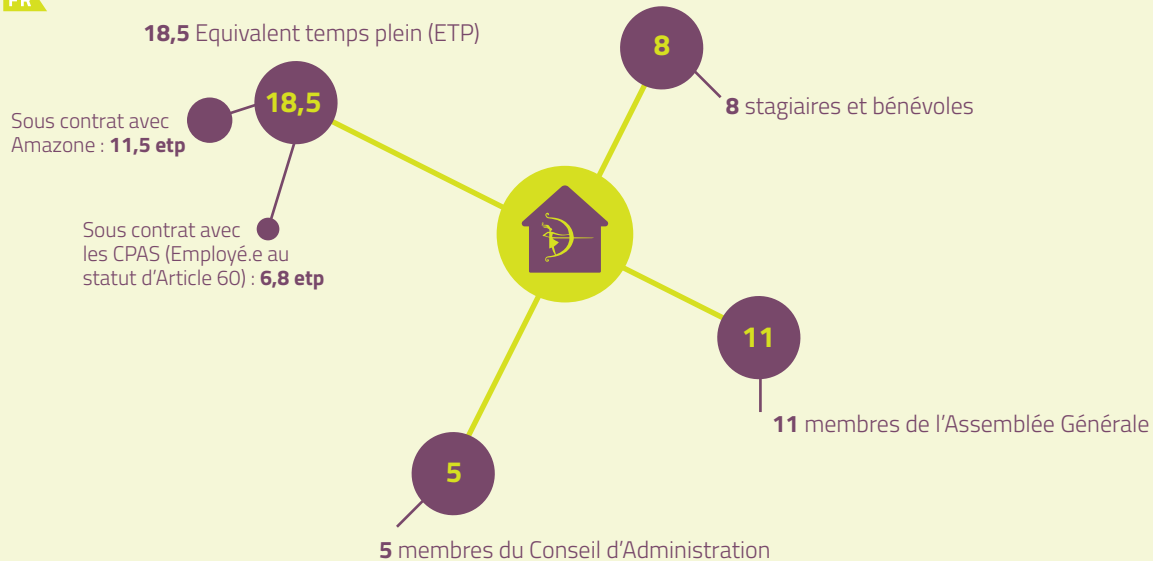 FR
18,5 Equivalent temps plein (ETP)
8
18,5
8 stagiaires et bénévoles
Sous contrat avec
Amazone : 11,5 etp
Sous contrat avec
les CPAS (Employé.e au
statut d'Article 60) : 6,8 etp
11
11 membres de l'Assemblée Générale
5
5 membres du Conseil d'Administration